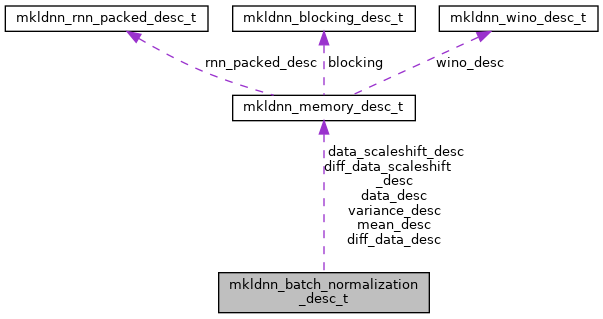 mkldnn_rnn_packed_desc_t
mkldnn_blocking_desc_t
mkldnn_wino_desc_t
rnn_packed_desc
blocking
wino_desc
mkldnn_memory_desc_t
data_scaleshift_desc
diff_data_scaleshift
_desc
data_desc
variance_desc
mean_desc
diff_data_desc
mkldnn_batch_normalization
_desc_t